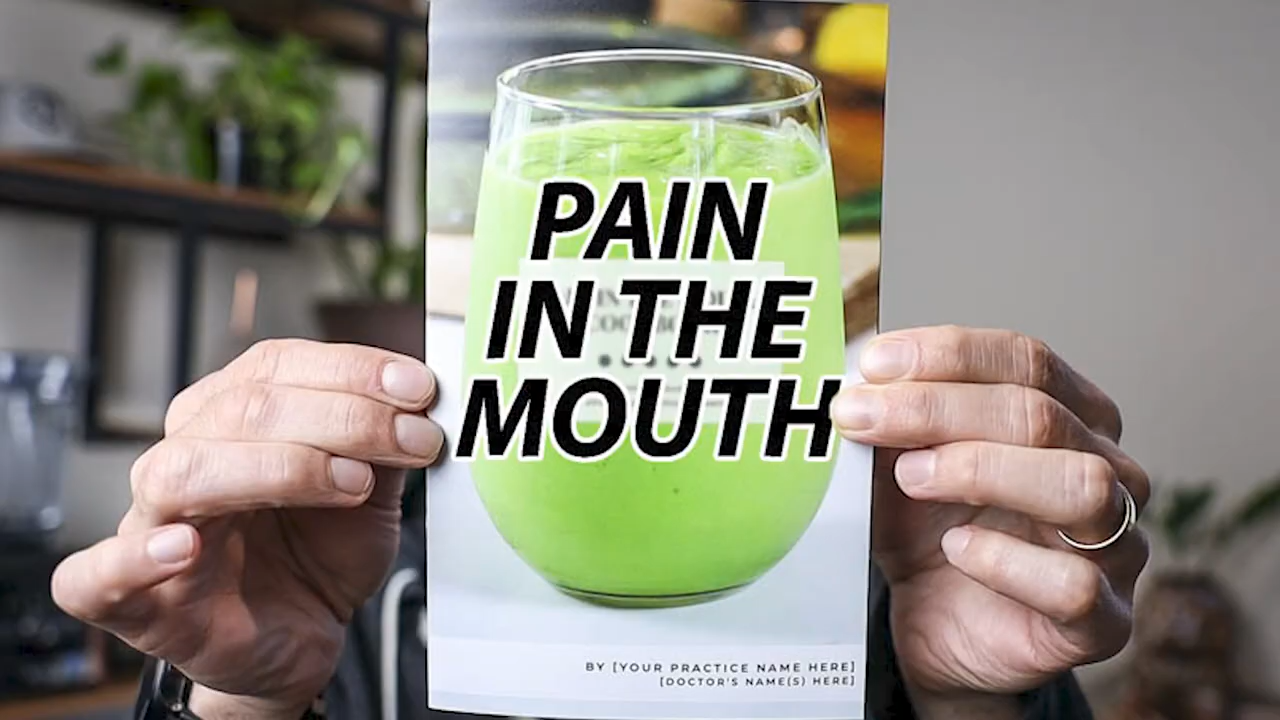 PAIN
IN THE
MOUTH
BY [YOUR PRACTICE NAME HERE]
[DOCTOR'S NAME(S) HERE]